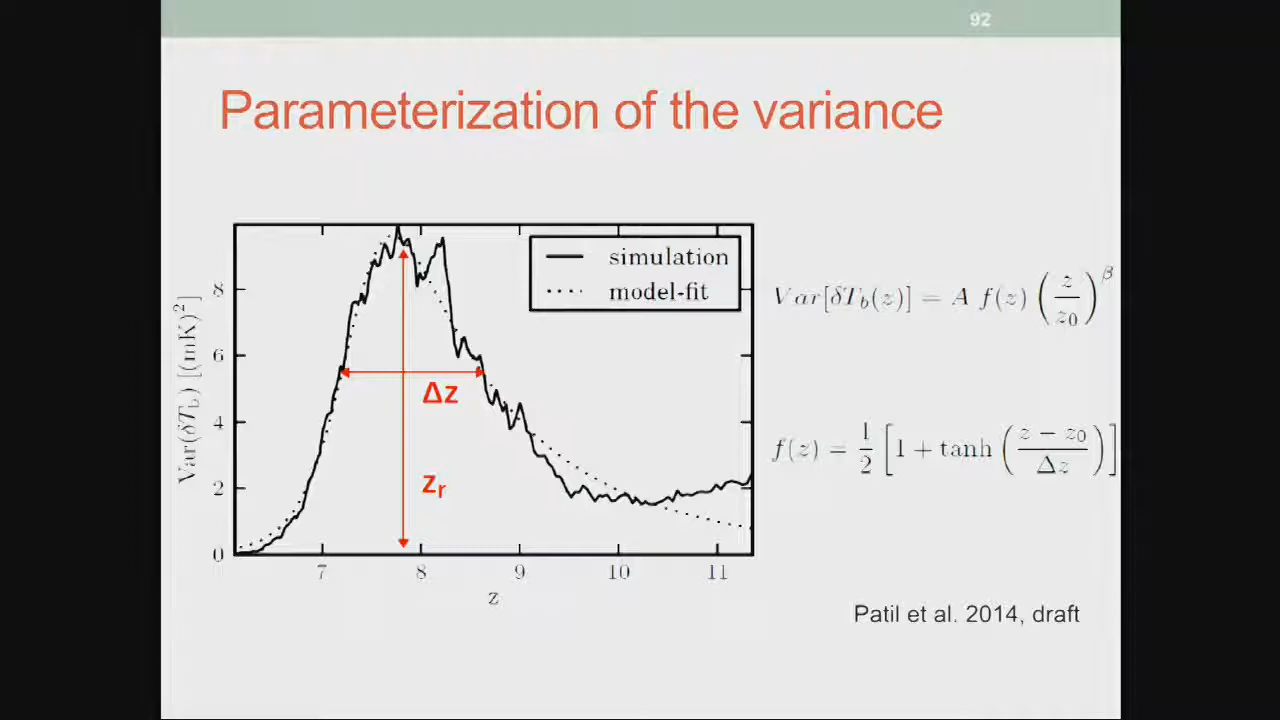 92
Parameterization of the variance
simulation
model-fit
Var(δT_b) [(mK)^2]
8
6
4
2
0
Δz
z_r
7 8 9 10 11
z
Var[δT_b(z)] = A f(z) (z/z_0)^β
f(z) = 1/2 [1 + tanh ((z − z_0)/Δz)]
Patil et al. 2014, draft